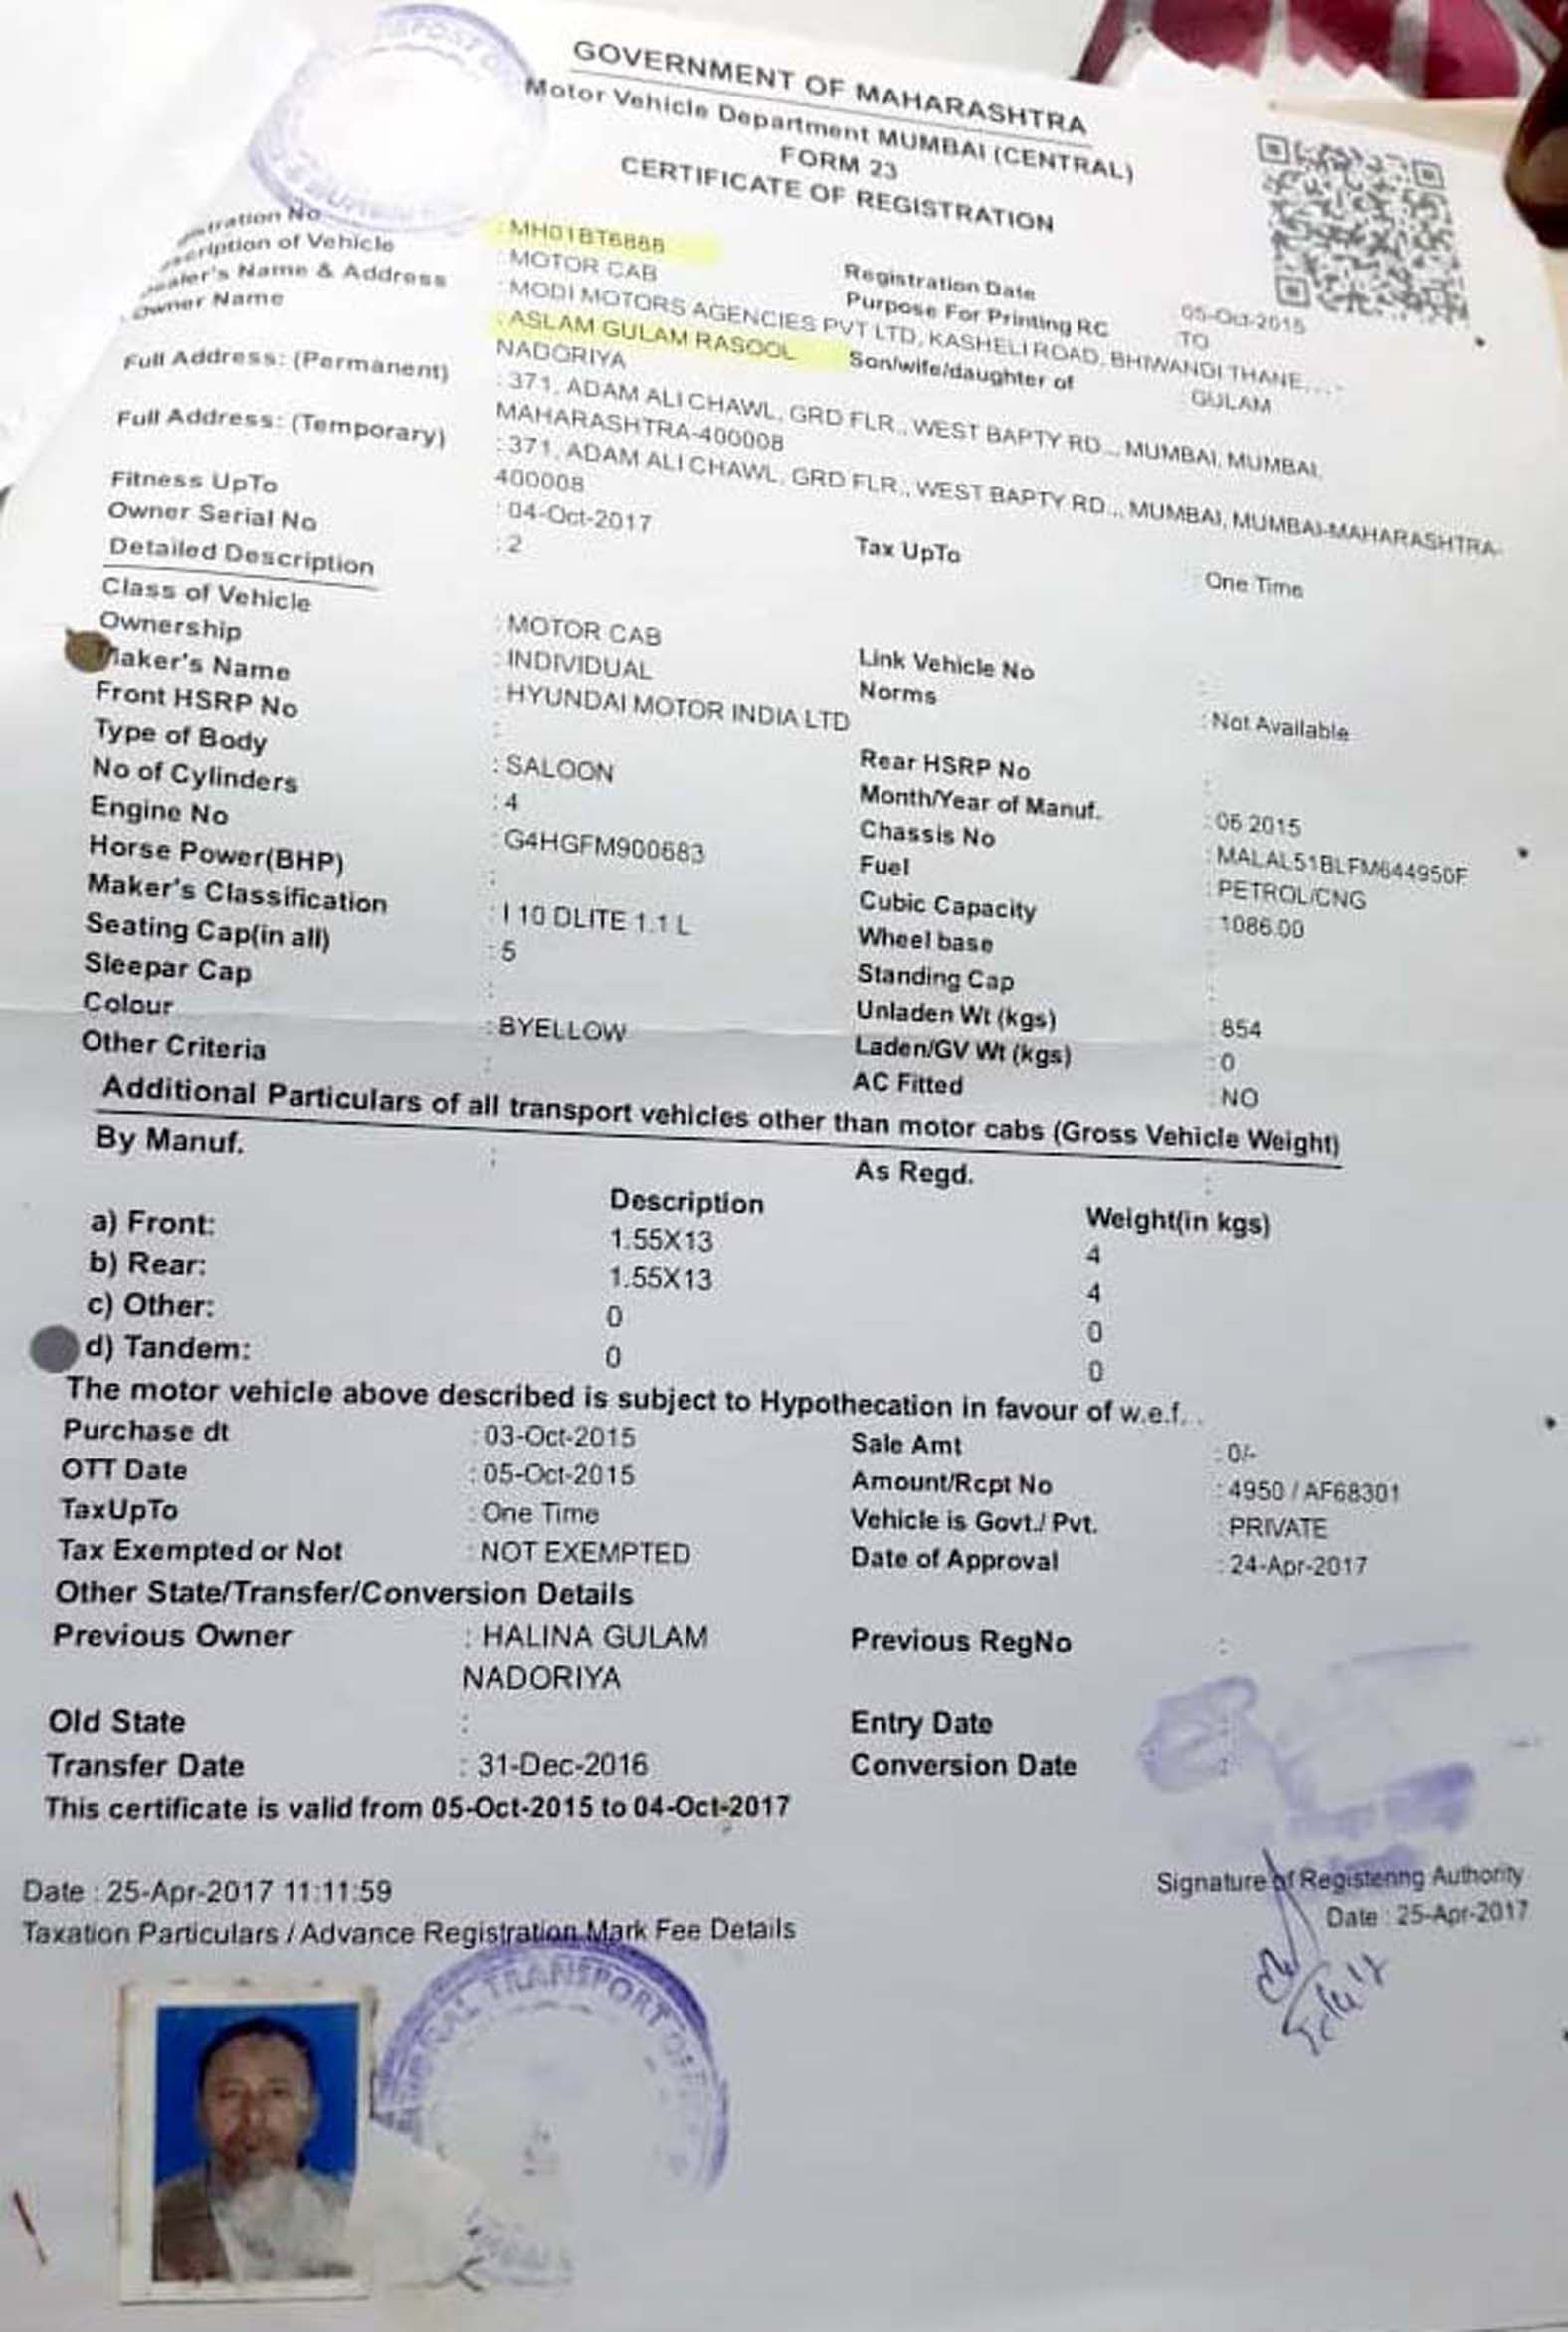 GOVERNMENT OF MAHARASHTRA
Motor Vehicle Department MUMBAI (CENTRAL)
FORM 23
CERTIFICATE OF REGISTRATION
stration No : MH01BT6888
scription of Vehicle : MOTOR CAB Registration Date : 05-Oct-2015
ealer's Name & Address : MODI MOTORS AGENCIES PVT LTD, KASHELI ROAD, BHIWANDI THANE, , , -
Purpose For Printing RC : TO
Owner Name : ASLAM GULAM RASOOL NADORIYA Son/wife/daughter of : GULAM
Full Address: (Permanent) : 371, ADAM ALI CHAWL, GRD FLR., WEST BAPTY RD.,, MUMBAI, MUMBAI,
MAHARASHTRA-400008
Full Address: (Temporary) : 371, ADAM ALI CHAWL, GRD FLR., WEST BAPTY RD.,, MUMBAI, MUMBAI-MAHARASHTRA-
400008
Fitness UpTo : 04-Oct-2017 Tax UpTo : One Time
Owner Serial No : 2
Detailed Description
Class of Vehicle : MOTOR CAB Link Vehicle No :
Ownership : INDIVIDUAL Norms : Not Available
Maker's Name : HYUNDAI MOTOR INDIA LTD
Front HSRP No : Rear HSRP No :
Type of Body : SALOON Month/Year of Manuf. : 06 2015
No of Cylinders : 4 Chassis No : MALAL51BLFM644950F
Engine No : G4HGFM900683 Fuel : PETROL/CNG
Horse Power(BHP) : Cubic Capacity : 1086.00
Maker's Classification : I 10 DLITE 1.1 L Wheel base :
Seating Cap(in all) : 5 Standing Cap :
Sleepar Cap : Unladen Wt (kgs) : 854
Colour : BYELLOW Laden/GV Wt (kgs) : 0
Other Criteria : AC Fitted : NO
Additional Particulars of all transport vehicles other than motor cabs (Gross Vehicle Weight)
By Manuf. : As Regd. :
Description Weight(in kgs)
a) Front: 1.55X13 4
b) Rear: 1.55X13 4
c) Other: 0 0
d) Tandem: 0 0
The motor vehicle above described is subject to Hypothecation in favour of w.e.f. .
Purchase dt : 03-Oct-2015 Sale Amt : 0/-
OTT Date : 05-Oct-2015 Amount/Rcpt No : 4950 / AF68301
TaxUpTo : One Time Vehicle is Govt./ Pvt. : PRIVATE
Tax Exempted or Not : NOT EXEMPTED Date of Approval : 24-Apr-2017
Other State/Transfer/Conversion Details
Previous Owner : HALINA GULAM Previous RegNo :
NADORIYA
Old State : Entry Date :
Transfer Date : 31-Dec-2016 Conversion Date :
This certificate is valid from 05-Oct-2015 to 04-Oct-2017
Signature of Registering Authority
Date : 25-Apr-2017 11:11:59 Date : 25-Apr-2017
Taxation Particulars / Advance Registration Mark Fee Details
TRANSPORT